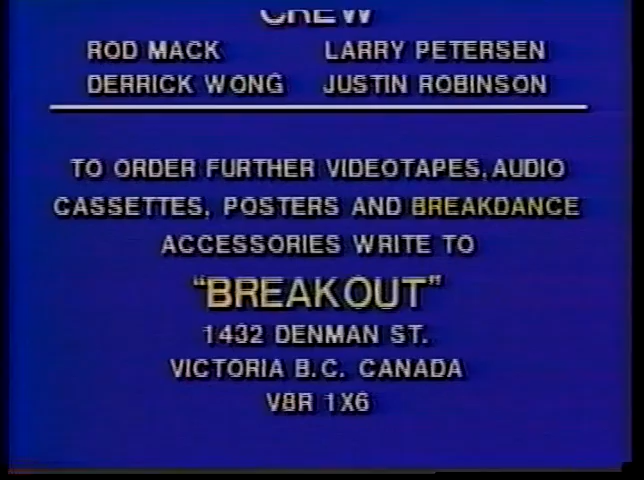 CREW
ROD MACK LARRY PETERSEN
DERRICK WONG JUSTIN ROBINSON
TO ORDER FURTHER VIDEOTAPES, AUDIO
CASSETTES, POSTERS AND BREAKDANCE
ACCESSORIES WRITE TO
"BREAKOUT"
1432 DENMAN ST.
VICTORIA B.C. CANADA
V8R 1X6